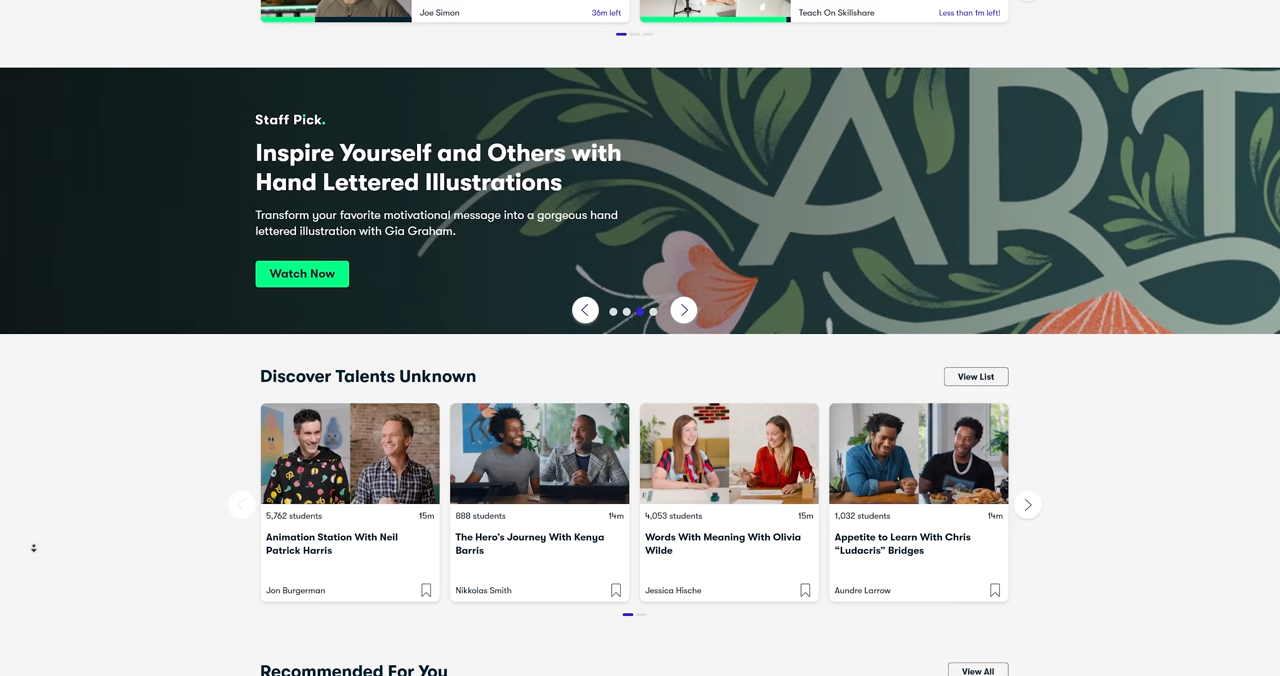 Joe Simon
36m left
Teach On Skillshare
Less than 1m left!
Staff Pick.
Inspire Yourself and Others with
Hand Lettered Illustrations
Transform your favorite motivational message into a gorgeous hand
lettered illustration with Gia Graham.
Watch Now
ART
Discover Talents Unknown
View List
5,762 students
15m
Animation Station With Neil
Patrick Harris
Jon Burgerman
888 students
14m
The Hero's Journey With Kenya
Barris
Nikkolas Smith
4,053 students
15m
Words With Meaning With Olivia
Wilde
Jessica Hische
1,032 students
14m
Appetite to Learn With Chris
“Ludacris” Bridges
Aundre Larrow
Recommended For You
View All